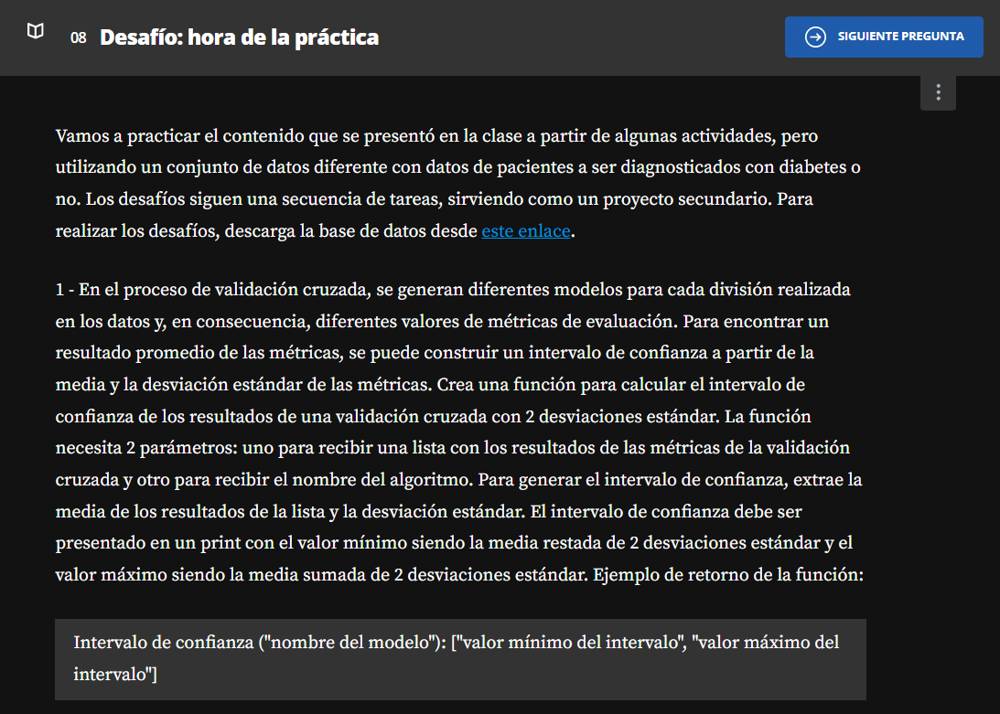 08 Desafío: hora de la práctica
SIGUIENTE PREGUNTA
Vamos a practicar el contenido que se presentó en la clase a partir de algunas actividades, pero
utilizando un conjunto de datos diferente con datos de pacientes a ser diagnosticados con diabetes o
no. Los desafíos siguen una secuencia de tareas, sirviendo como un proyecto secundario. Para
realizar los desafíos, descarga la base de datos desde este enlace.
1 - En el proceso de validación cruzada, se generan diferentes modelos para cada división realizada
en los datos y, en consecuencia, diferentes valores de métricas de evaluación. Para encontrar un
resultado promedio de las métricas, se puede construir un intervalo de confianza a partir de la
media y la desviación estándar de las métricas. Crea una función para calcular el intervalo de
confianza de los resultados de una validación cruzada con 2 desviaciones estándar. La función
necesita 2 parámetros: uno para recibir una lista con los resultados de las métricas de la validación
cruzada y otro para recibir el nombre del algoritmo. Para generar el intervalo de confianza, extrae la
media de los resultados de la lista y la desviación estándar. El intervalo de confianza debe ser
presentado en un print con el valor mínimo siendo la media restada de 2 desviaciones estándar y el
valor máximo siendo la media sumada de 2 desviaciones estándar. Ejemplo de retorno de la función:
Intervalo de confianza ("nombre del modelo"): ["valor mínimo del intervalo", "valor máximo del
intervalo"]